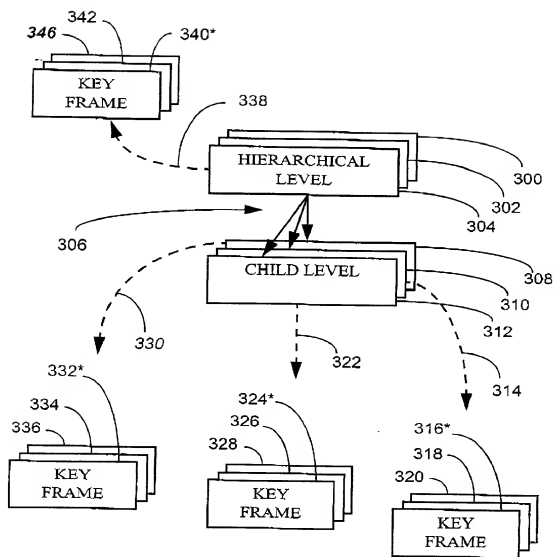 342
346
340*
KEY
FRAME
338
HIERARCHICAL
LEVEL
300
302
304
306
CHILD LEVEL
308
310
312
330
322
314
332*
334
336
KEY
FRAME
324*
326
328
KEY
FRAME
316*
318
320
KEY
FRAME